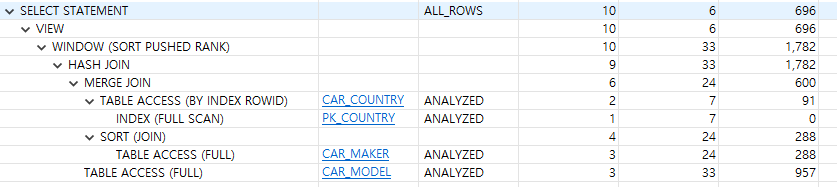 SELECT STATEMENT ALL_ROWS 10 6 696
VIEW 10 6 696
WINDOW (SORT PUSHED RANK) 10 33 1,782
HASH JOIN 9 33 1,782
MERGE JOIN 6 24 600
TABLE ACCESS (BY INDEX ROWID) CAR_COUNTRY ANALYZED 2 7 91
INDEX (FULL SCAN) PK_COUNTRY ANALYZED 1 7 0
SORT (JOIN) 4 24 288
TABLE ACCESS (FULL) CAR_MAKER ANALYZED 3 24 288
TABLE ACCESS (FULL) CAR_MODEL ANALYZED 3 33 957